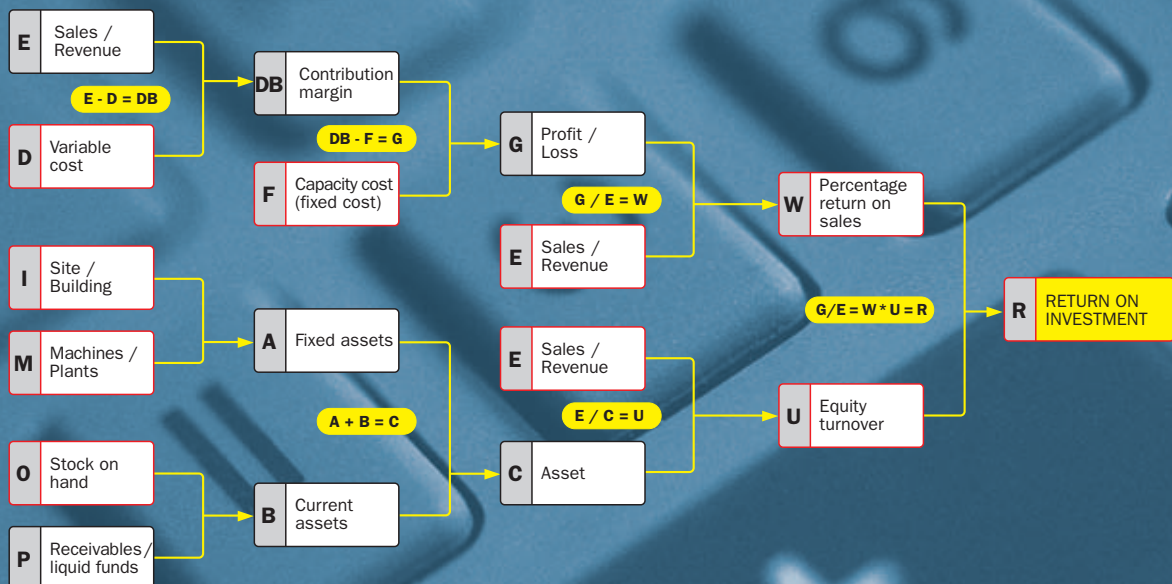 E
Sales /
Revenue
E - D = DB
D
Variable
cost
DB
Contribution
margin
DB - F = G
F
Capacity cost
(fixed cost)
G
Profit /
Loss
G / E = W
E
Sales /
Revenue
W
Percentage
return on
sales
I
Site /
Building
M
Machines /
Plants
A
Fixed assets
A + B = C
O
Stock on
hand
P
Receivables /
liquid funds
B
Current
assets
E
Sales /
Revenue
E / C = U
C
Asset
U
Equity
turnover
G/E = W * U = R
R
RETURN ON
INVESTMENT